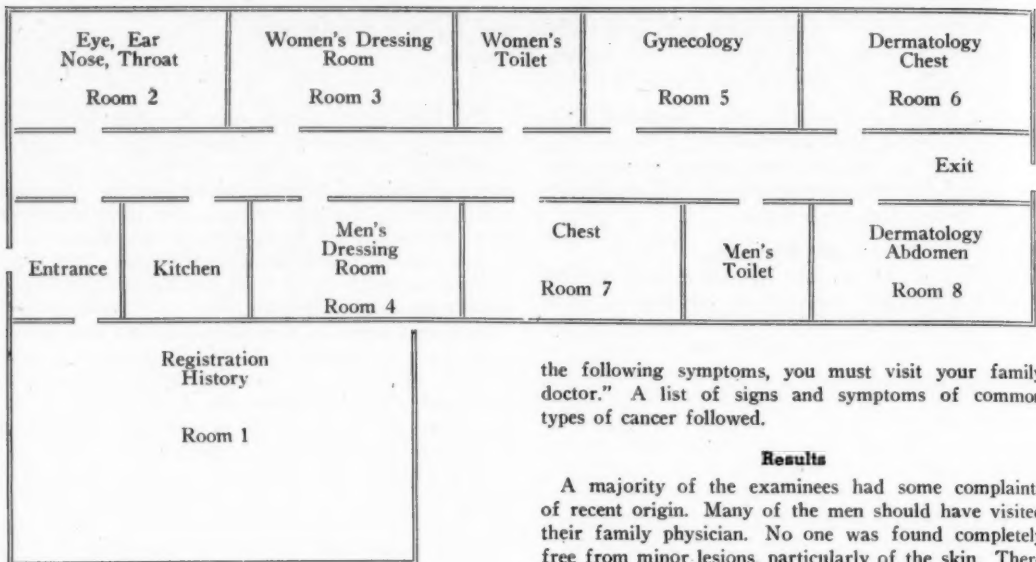 Eye, Ear
Nose, Throat
Room 2
Women's Dressing
Room
Room 3
Women's
Toilet
Gynecology
Room 5
Dermatology
Chest
Room 6
Exit
Entrance
Kitchen
Men's
Dressing
Room
Room 4
Chest
Room 7
Men's
Toilet
Dermatology
Abdomen
Room 8
Registration
History
Room 1
the following symptoms, you must visit your family
doctor." A list of signs and symptoms of common
types of cancer followed.
Results
A majority of the examinees had some complaint
of recent origin. Many of the men should have visited
their family physician. No one was found completely
free from minor lesions, particularly of the skin.